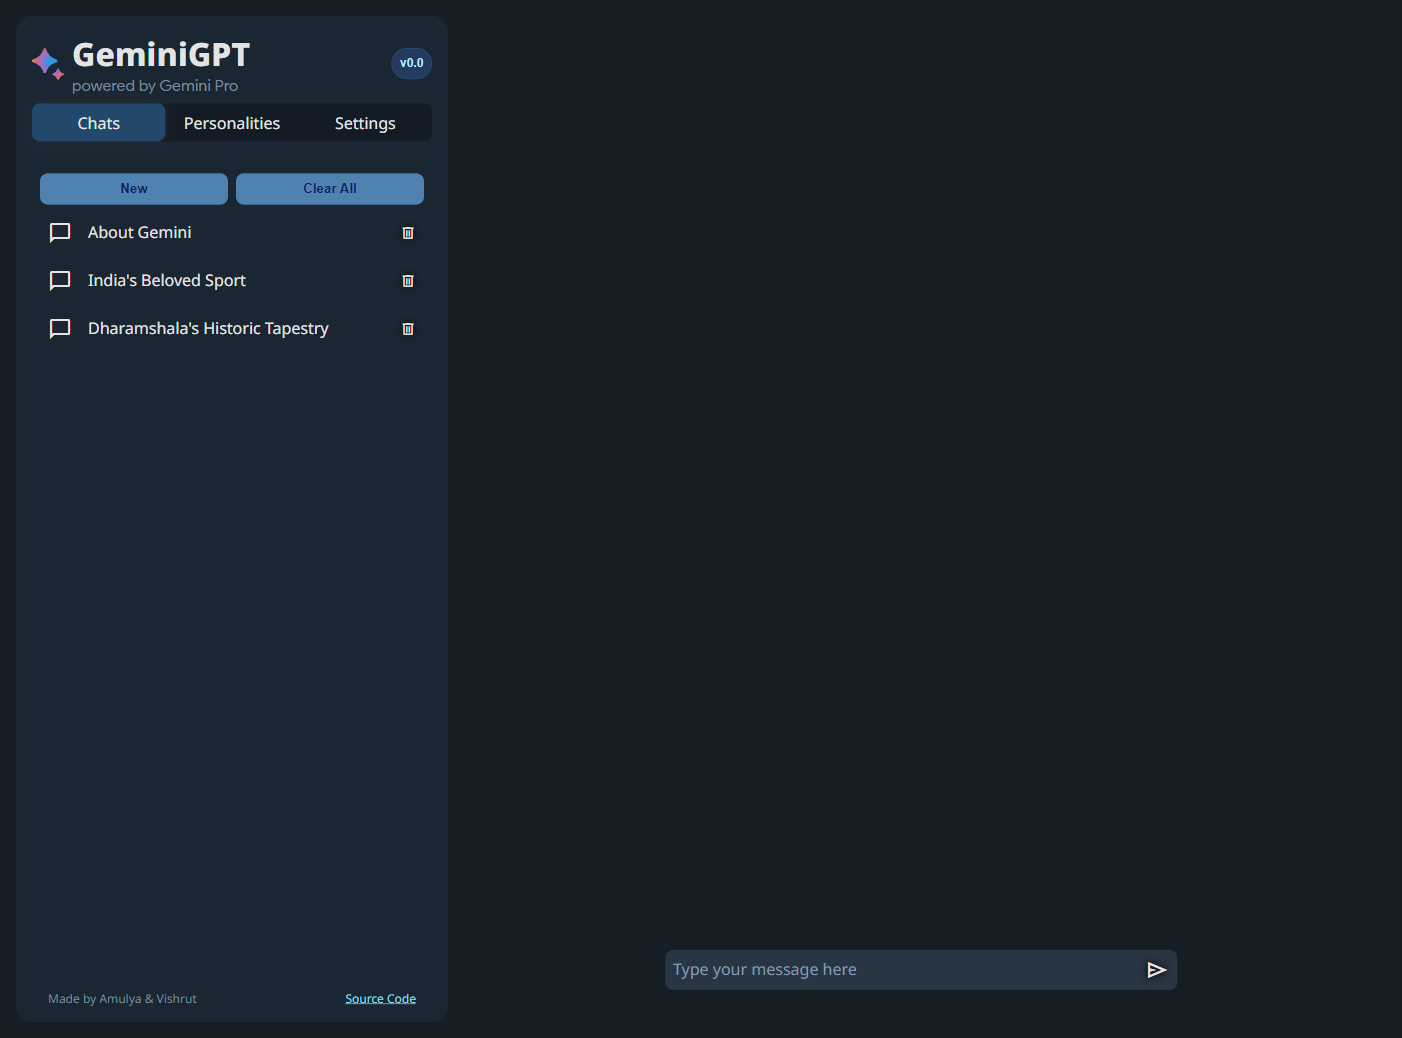 GeminiGPT
powered by Gemini Pro
v0.0
Chats Personalities Settings
New Clear All
About Gemini
India's Beloved Sport
Dharamshala's Historic Tapestry
Type your message here
Made by Amulya & Vishrut Source Code